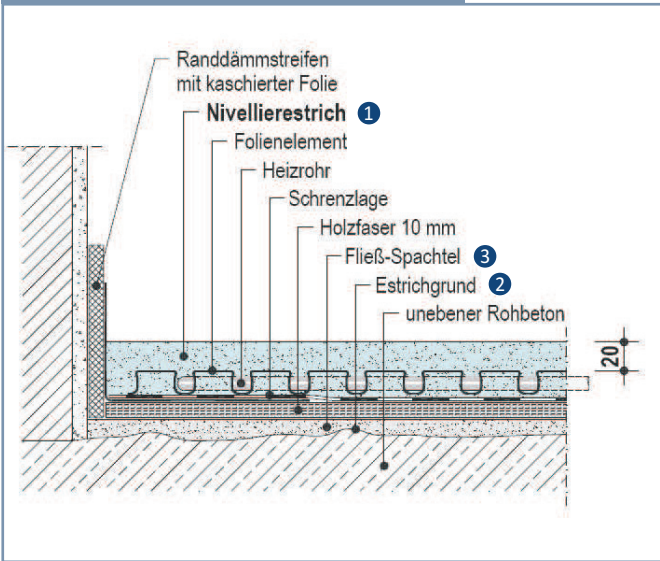 Randdämmstreifen
mit kaschierter Folie
Nivellierestrich 1
Folienelement
Heizrohr
Schrenzlage
Holzfaser 10 mm
Fließ-Spachtel 3
Estrichgrund 2
unebener Rohbeton
20